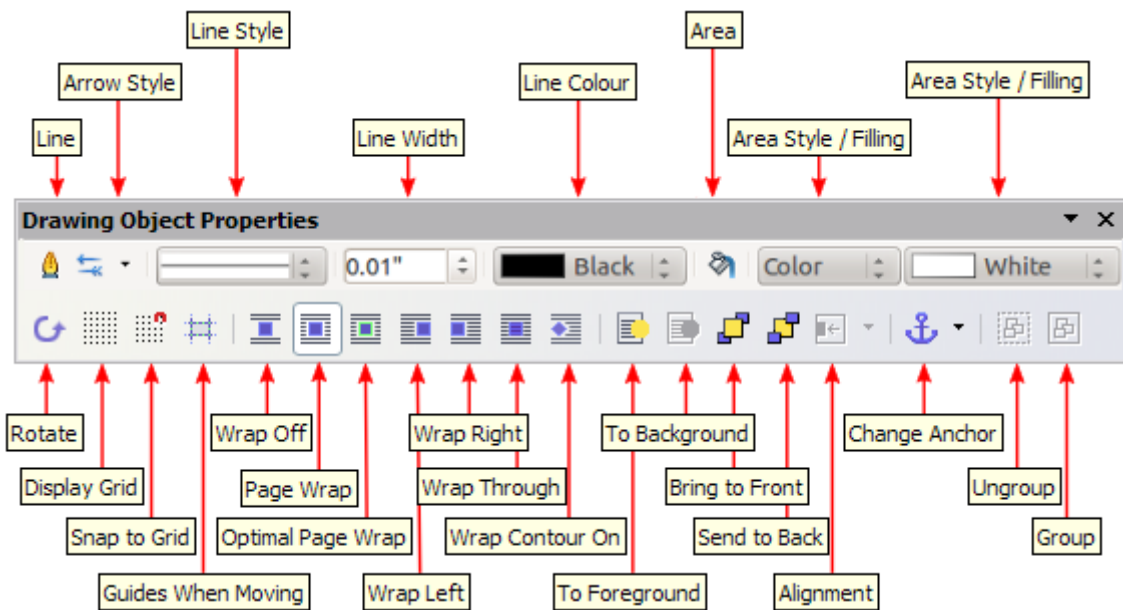 Line Style
Area
Arrow Style
Line Colour
Area Style / Filling
Line
Line Width
Area Style / Filling
Drawing Object Properties
0.01"
Black
Color
White
Rotate
Wrap Off
Wrap Right
To Background
Change Anchor
Display Grid
Page Wrap
Wrap Through
Bring to Front
Ungroup
Snap to Grid
Optimal Page Wrap
Wrap Contour On
Send to Back
Group
Guides When Moving
Wrap Left
To Foreground
Alignment